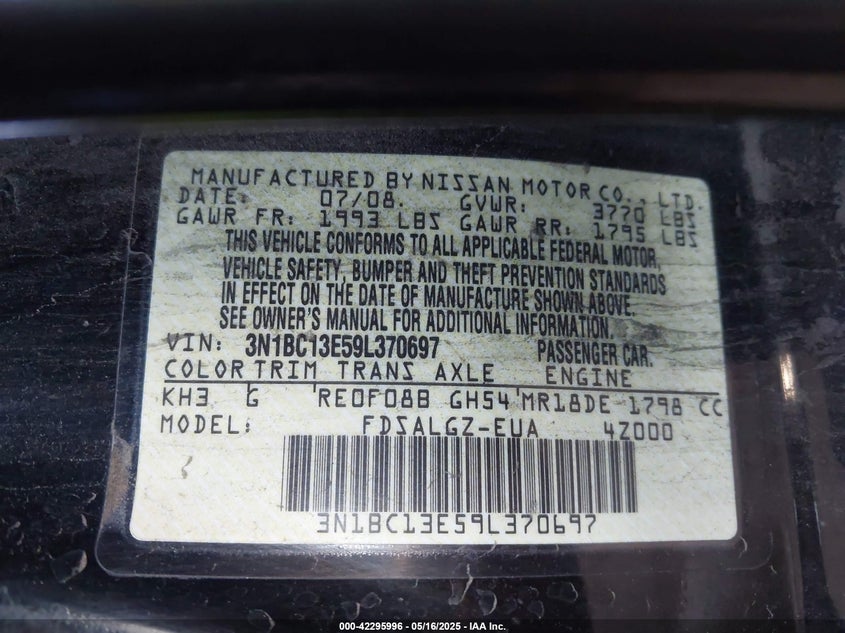 MANUFACTURED BY NISSAN MOTOR CO., LTD.
DATE: 07/08. GVWR: 3770 LBS
GAWR FR: 1993 LBS GAWR RR: 1795 LBS
THIS VEHICLE CONFORMS TO ALL APPLICABLE FEDERAL MOTOR
VEHICLE SAFETY, BUMPER AND THEFT PREVENTION STANDARDS
IN EFFECT ON THE DATE OF MANUFACTURE SHOWN ABOVE.
SEE OWNER'S MANUAL FOR ADDITIONAL INFORMATION.
VIN: 3N1BC13E59L370697 PASSENGER CAR.
COLOR TRIM TRANS AXLE ENGINE
KH3 G RE0F08B GH54 MR18DE 1798 CC
MODEL: FDSALGZ-EUA 4Z000
3N1BC13E59L370697
000-42295996 - 05/16/2025 - IAA Inc.